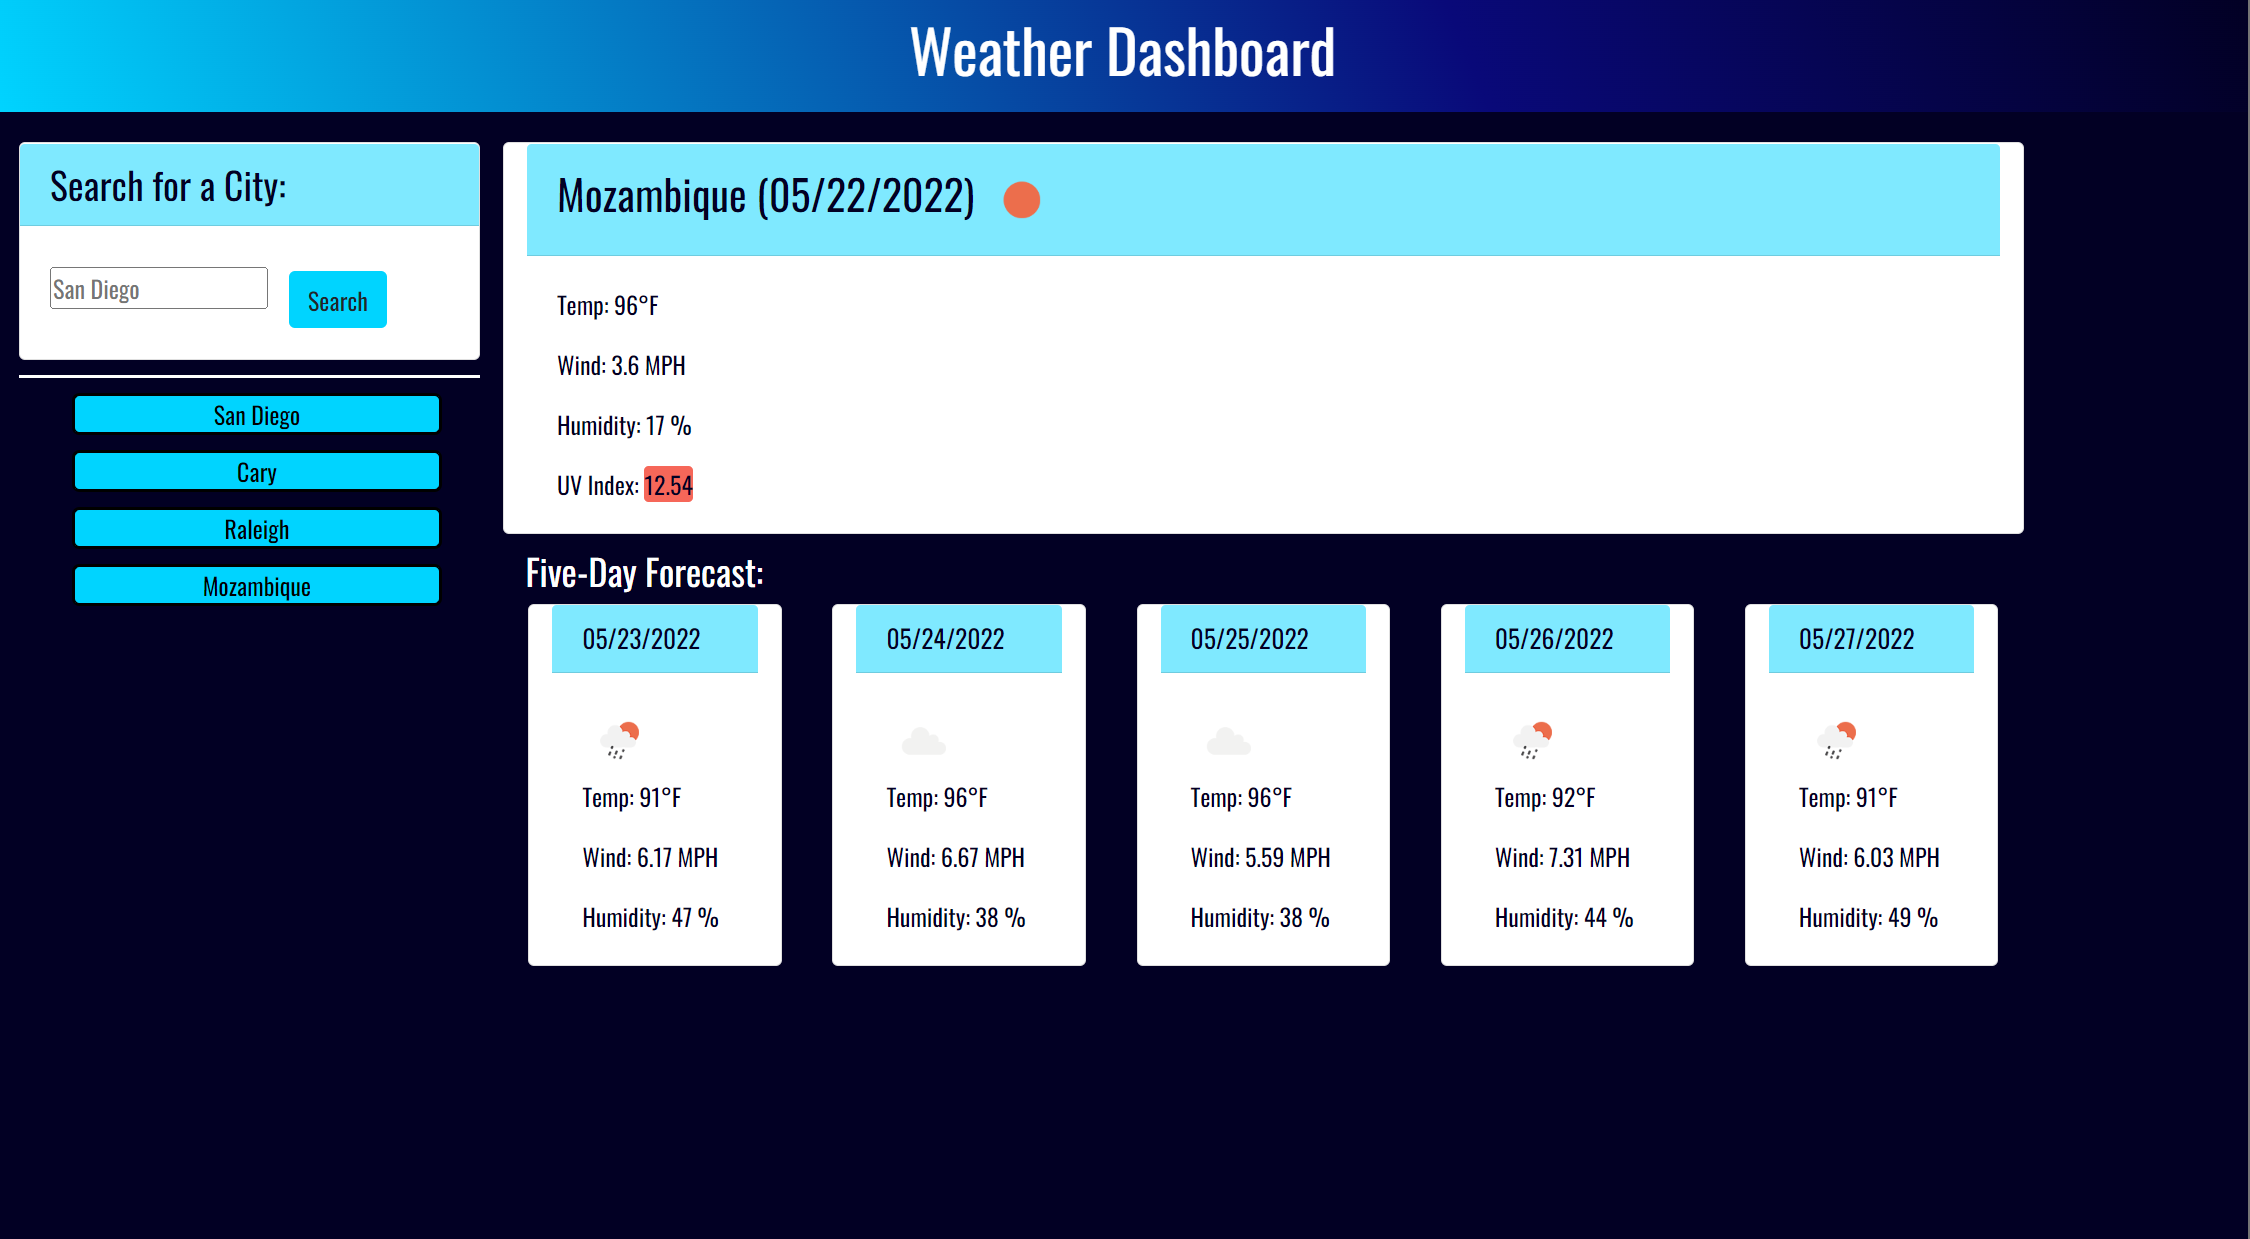 Weather Dashboard
Search for a City:
San Diego
Search
San Diego
Cary
Raleigh
Mozambique
Mozambique (05/22/2022)
Temp: 96°F
Wind: 3.6 MPH
Humidity: 17 %
UV Index: 12.54
Five-Day Forecast:
05/23/2022
Temp: 91°F
Wind: 6.17 MPH
Humidity: 47 %
05/24/2022
Temp: 96°F
Wind: 6.67 MPH
Humidity: 38 %
05/25/2022
Temp: 96°F
Wind: 5.59 MPH
Humidity: 38 %
05/26/2022
Temp: 92°F
Wind: 7.31 MPH
Humidity: 44 %
05/27/2022
Temp: 91°F
Wind: 6.03 MPH
Humidity: 49 %